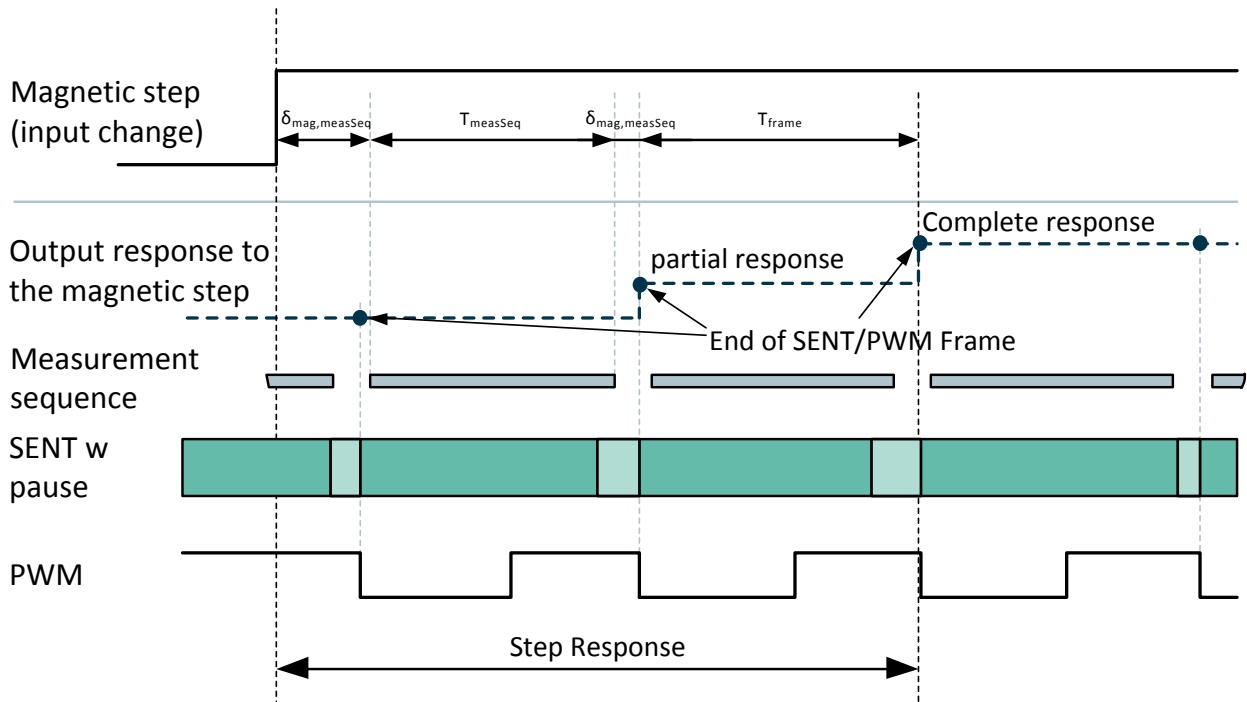 Magnetic step
(input change)
δmag,measSeq
TmeasSeq
δmag,measSeq
Tframe
Output response to
the magnetic step
partial response
Complete response
End of SENT/PWM Frame
Measurement
sequence
SENT w
pause
PWM
Step Response